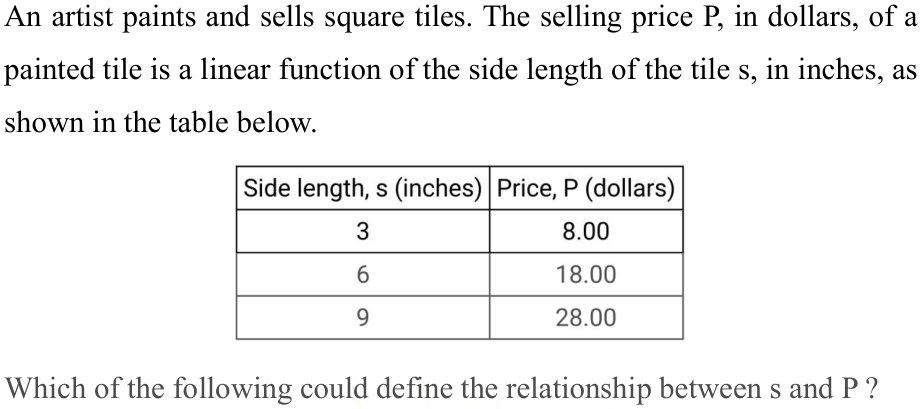 An artist paints and sells square tiles. The selling price P, in dollars, of a
painted tile is a linear function of the side length of the tile s, in inches, as
shown in the table below.
Side length, s (inches) Price, P (dollars)
3 8.00
6 18.00
9 28.00
Which of the following could define the relationship between s and P ?